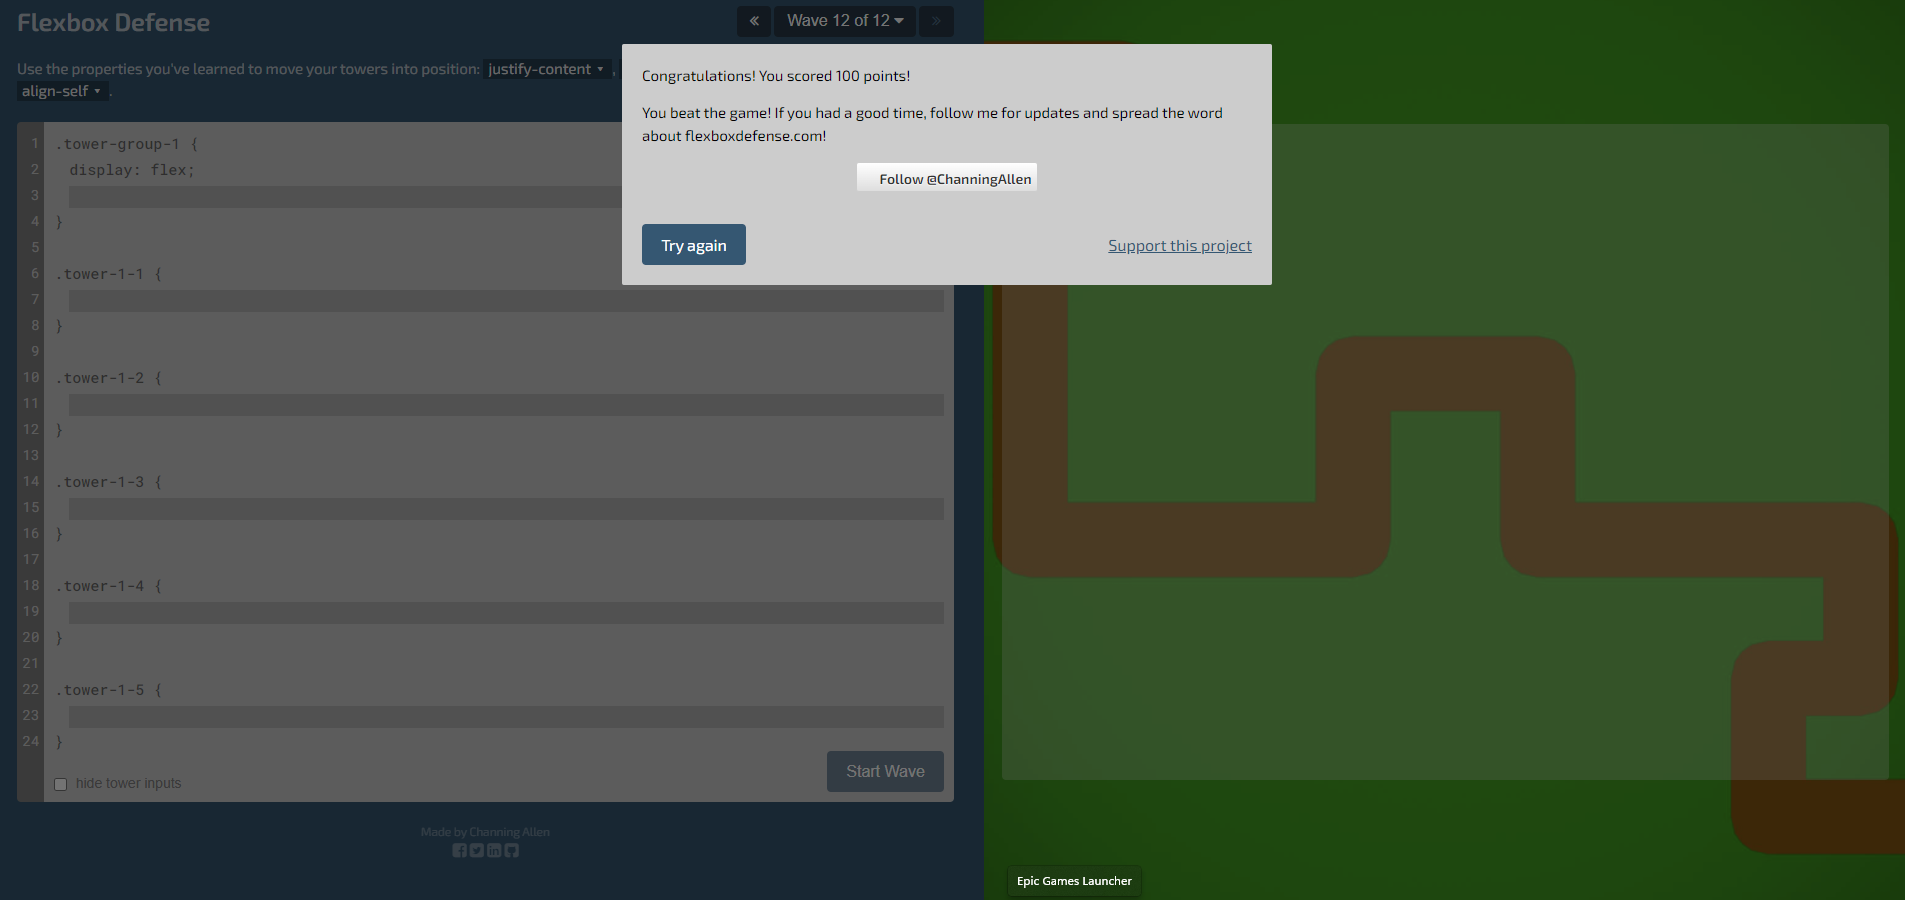 Flexbox Defense
«
Wave 12 of 12
»
Use the properties you've learned to move your towers into position: justify-content ,
align-self .
Congratulations! You scored 100 points!
You beat the game! If you had a good time, follow me for updates and spread the word
about flexboxdefense.com!
Follow @ChanningAllen
Try again
Support this project
1 .tower-group-1 {
2 display: flex;
3
4 }
5
6 .tower-1-1 {
7
8 }
9
10 .tower-1-2 {
11
12 }
13
14 .tower-1-3 {
15
16 }
17
18 .tower-1-4 {
19
20 }
21
22 .tower-1-5 {
23
24 }
hide tower inputs
Start Wave
Made by Channing Allen
Epic Games Launcher